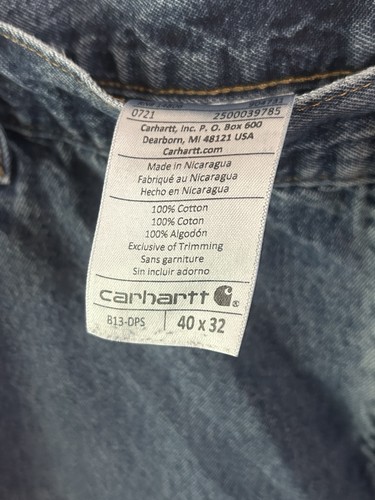 0721 2500039785
Carhartt, Inc. P. O. Box 600
Dearborn, MI 48121 USA
Carhartt.com
Made in Nicaragua
Fabriqué au Nicaragua
Hecho en Nicaragua
100% Cotton
100% Coton
100% Algodón
Exclusive of Trimming
Sans garniture
Sin incluir adorno
carhartt
B13-DPS 40 x 32